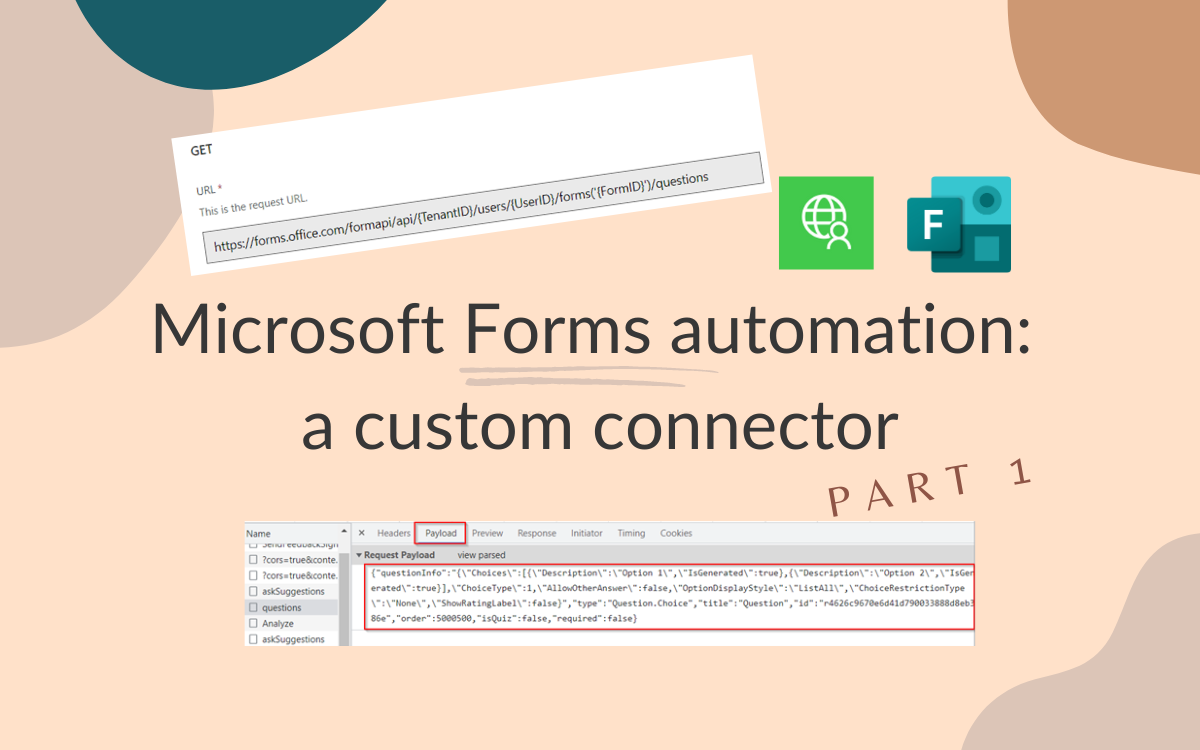 GET
URL *
This is the request URL.
https://forms.office.com/formapi/api/{TenantID}/users/{UserID}/forms('{FormID}')/questions
F
Microsoft Forms automation:
a custom connector
PART 1
Name
SendFeedbackSign
?cors=true&conte.
?cors=true&conte.
askSuggestions
questions
Analyze
askSuggestions
× Headers Payload Preview Response Initiator Timing Cookies
▼ Request Payload view parsed
{"questionInfo":"{\"Choices\":[{\"Description\":\"Option 1\",\"IsGenerated\":true},{\"Description\":\"Option 2\",\"IsGen
erated\":true}],\"ChoiceType\":1,\"AllowOtherAnswer\":false,\"OptionDisplayStyle\":\"ListAll\",\"ChoiceRestrictionType
\":\"None\",\"ShowRatingLabel\":false}","type":"Question.Choice","title":"Question","id":"r4626c9670e6d41d790033888d8eb3
86e","order":5000500,"isQuiz":false,"required":false}